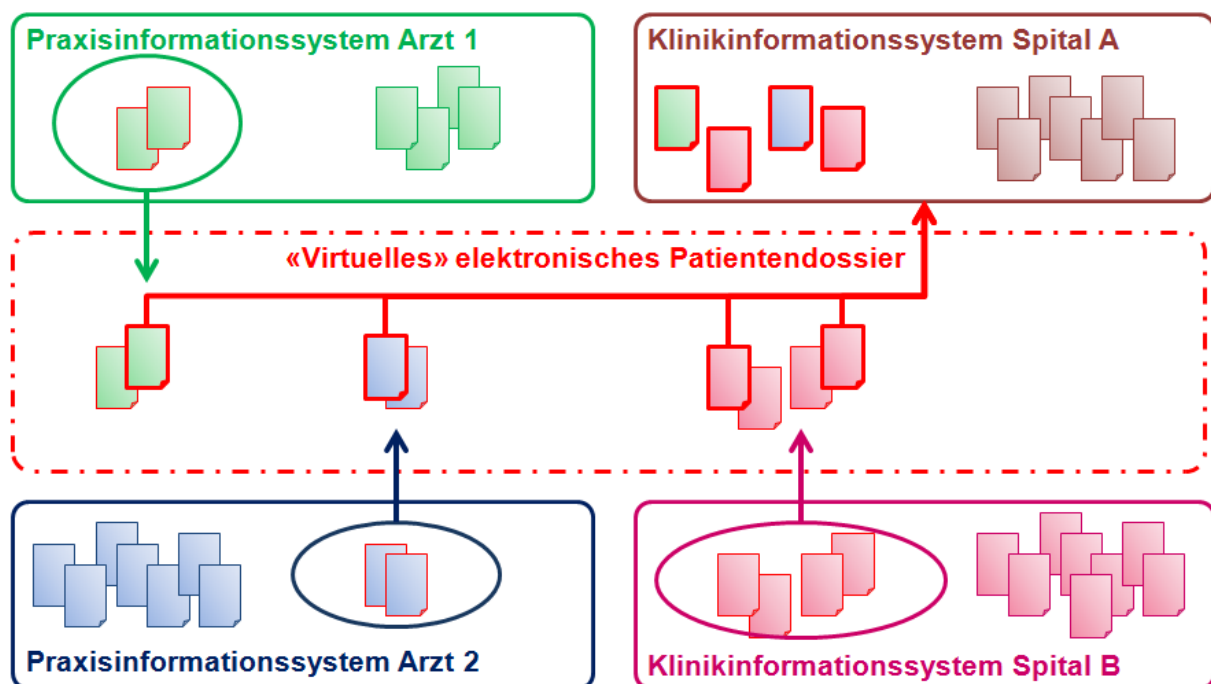 Praxisinformationssystem Arzt 1
Klinikinformationssystem Spital A
«Virtuelles» elektronisches Patientendossier
Praxisinformationssystem Arzt 2
Klinikinformationssystem Spital B